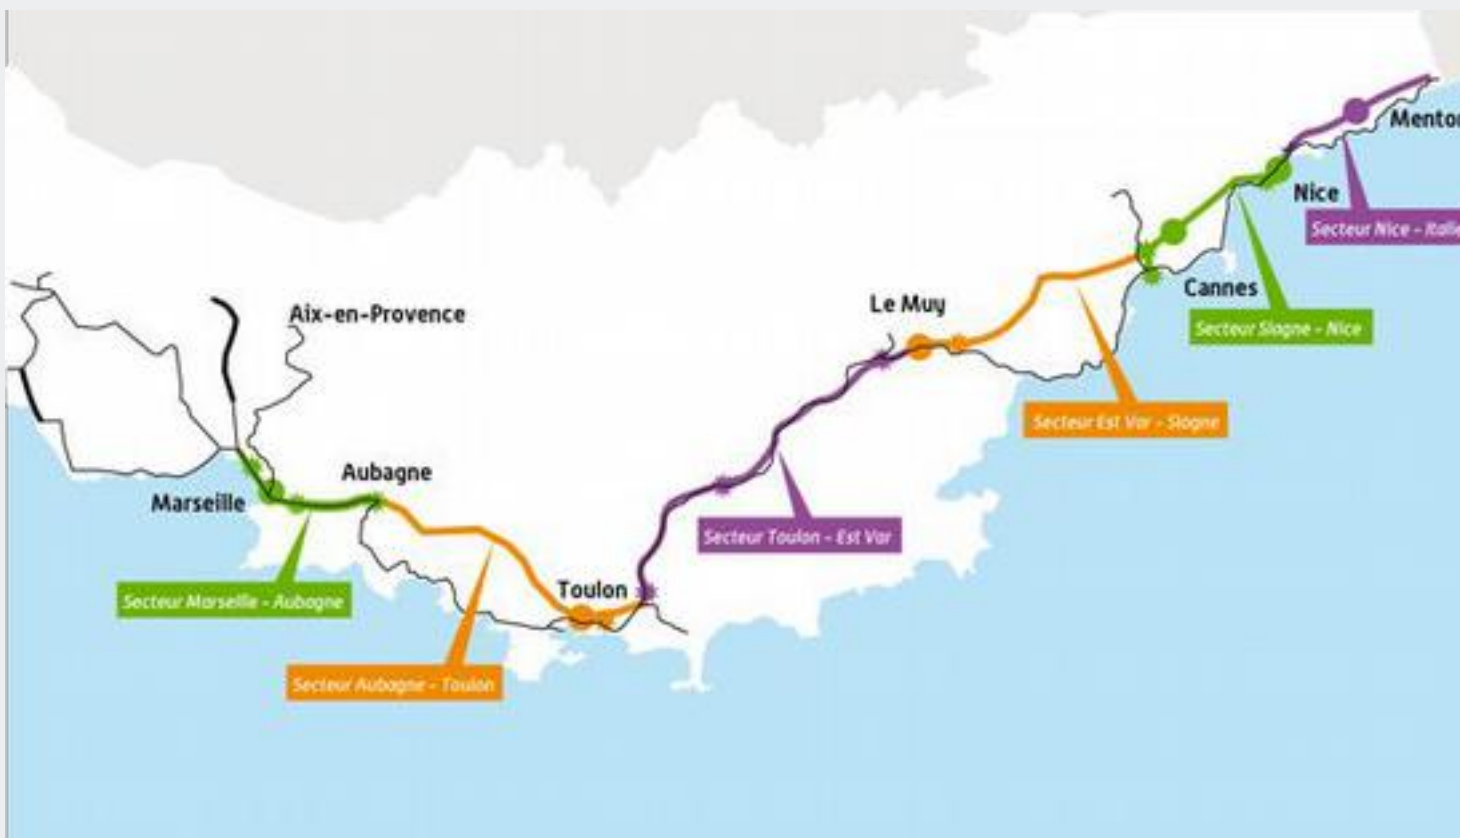 Mento
Nice
Secteur Nice - Italie
Cannes
Secteur Siagne - Nice
Le Muy
Aix-en-Provence
Secteur Est Var - Siagne
Aubagne
Marseille
Secteur Toulon - Est Var
Toulon
Secteur Marseille - Aubagne
Secteur Aubagne - Toulon